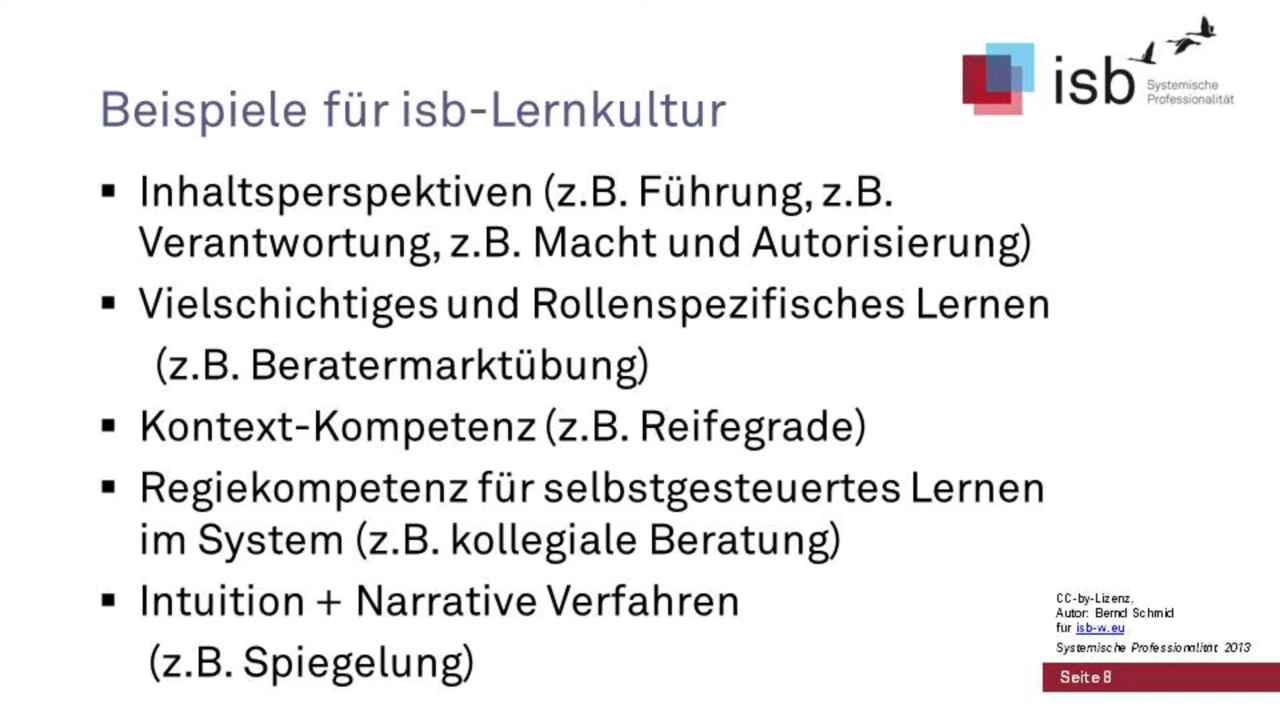 isb
Systemische
Professionalität
Beispiele für isb-Lernkultur
▪ Inhaltsperspektiven (z.B. Führung, z.B.
Verantwortung, z.B. Macht und Autorisierung)
▪ Vielschichtiges und Rollenspezifisches Lernen
(z.B. Beratermarktübung)
▪ Kontext-Kompetenz (z.B. Reifegrade)
▪ Regiekompetenz für selbstgesteuertes Lernen
im System (z.B. kollegiale Beratung)
▪ Intuition + Narrative Verfahren
(z.B. Spiegelung)
CC-by-Lizenz,
Autor: Bernd Schmid
für isb-w.eu
Systemische Professionalität 2013
Seite 8